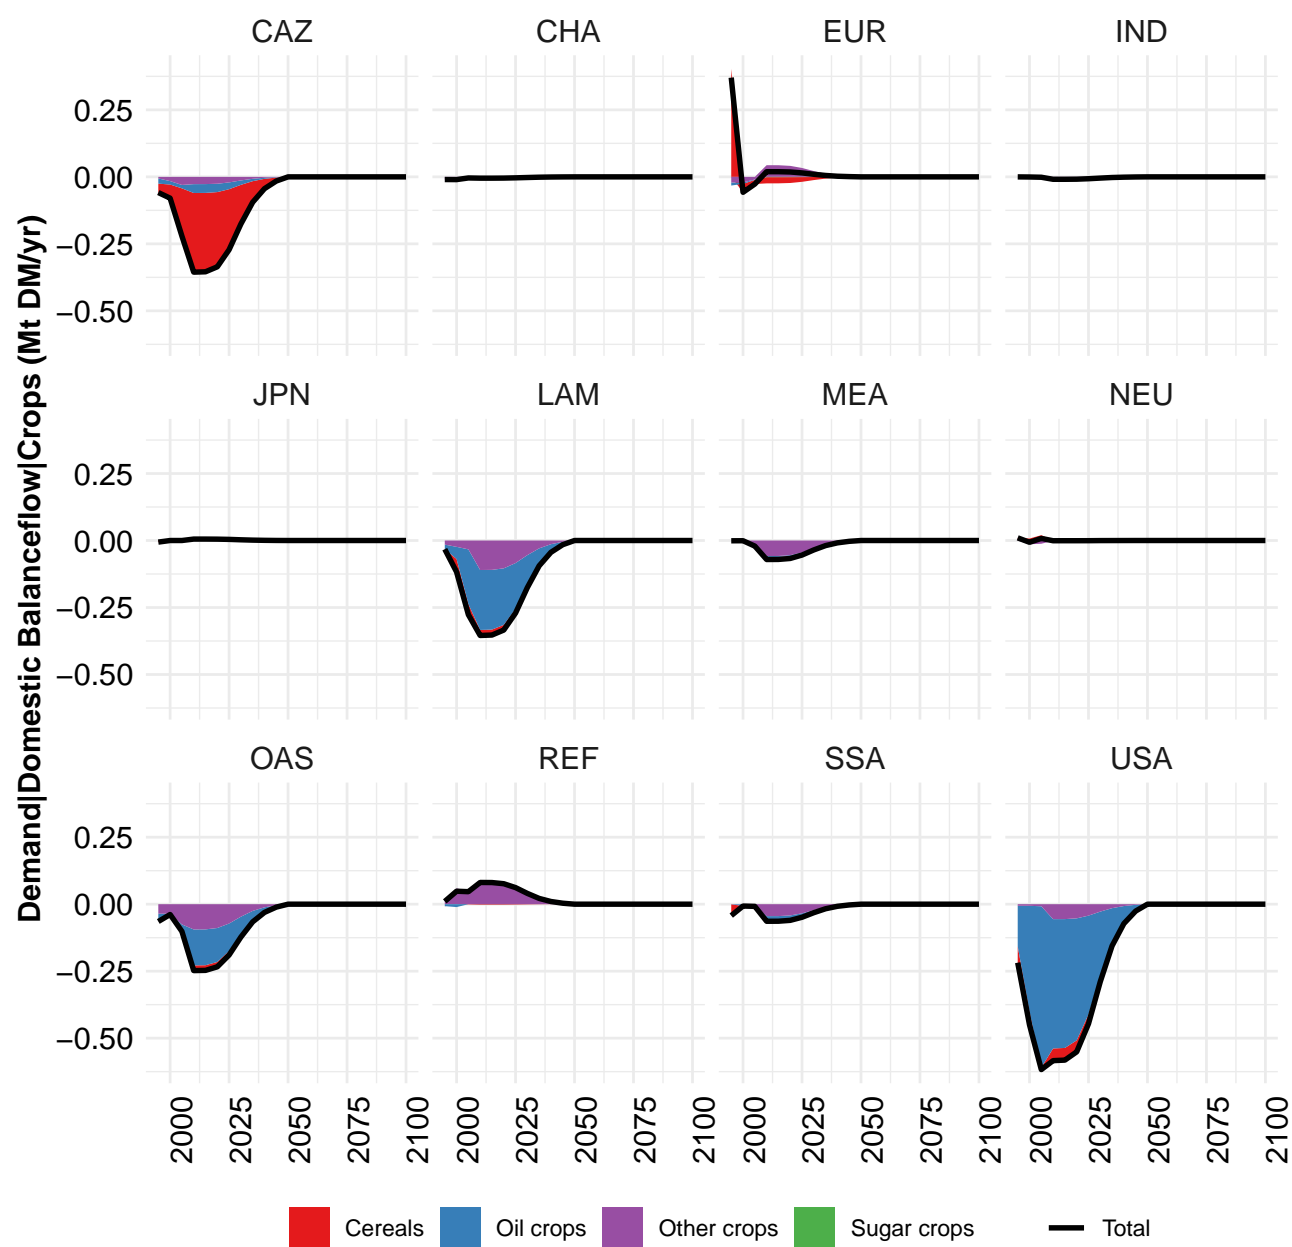 CAZ CHA EUR IND
Demand|Domestic Balanceflow|Crops (Mt DM/yr)
0.25
0.00
−0.25
−0.50
JPN LAM MEA NEU
0.25
0.00
−0.25
−0.50
OAS REF SSA USA
0.25
0.00
−0.25
−0.50
2000 2025 2050 2075 2100 2000 2025 2050 2075 2100 2000 2025 2050 2075 2100 2000 2025 2050 2075 2100
Cereals Oil crops Other crops Sugar crops Total